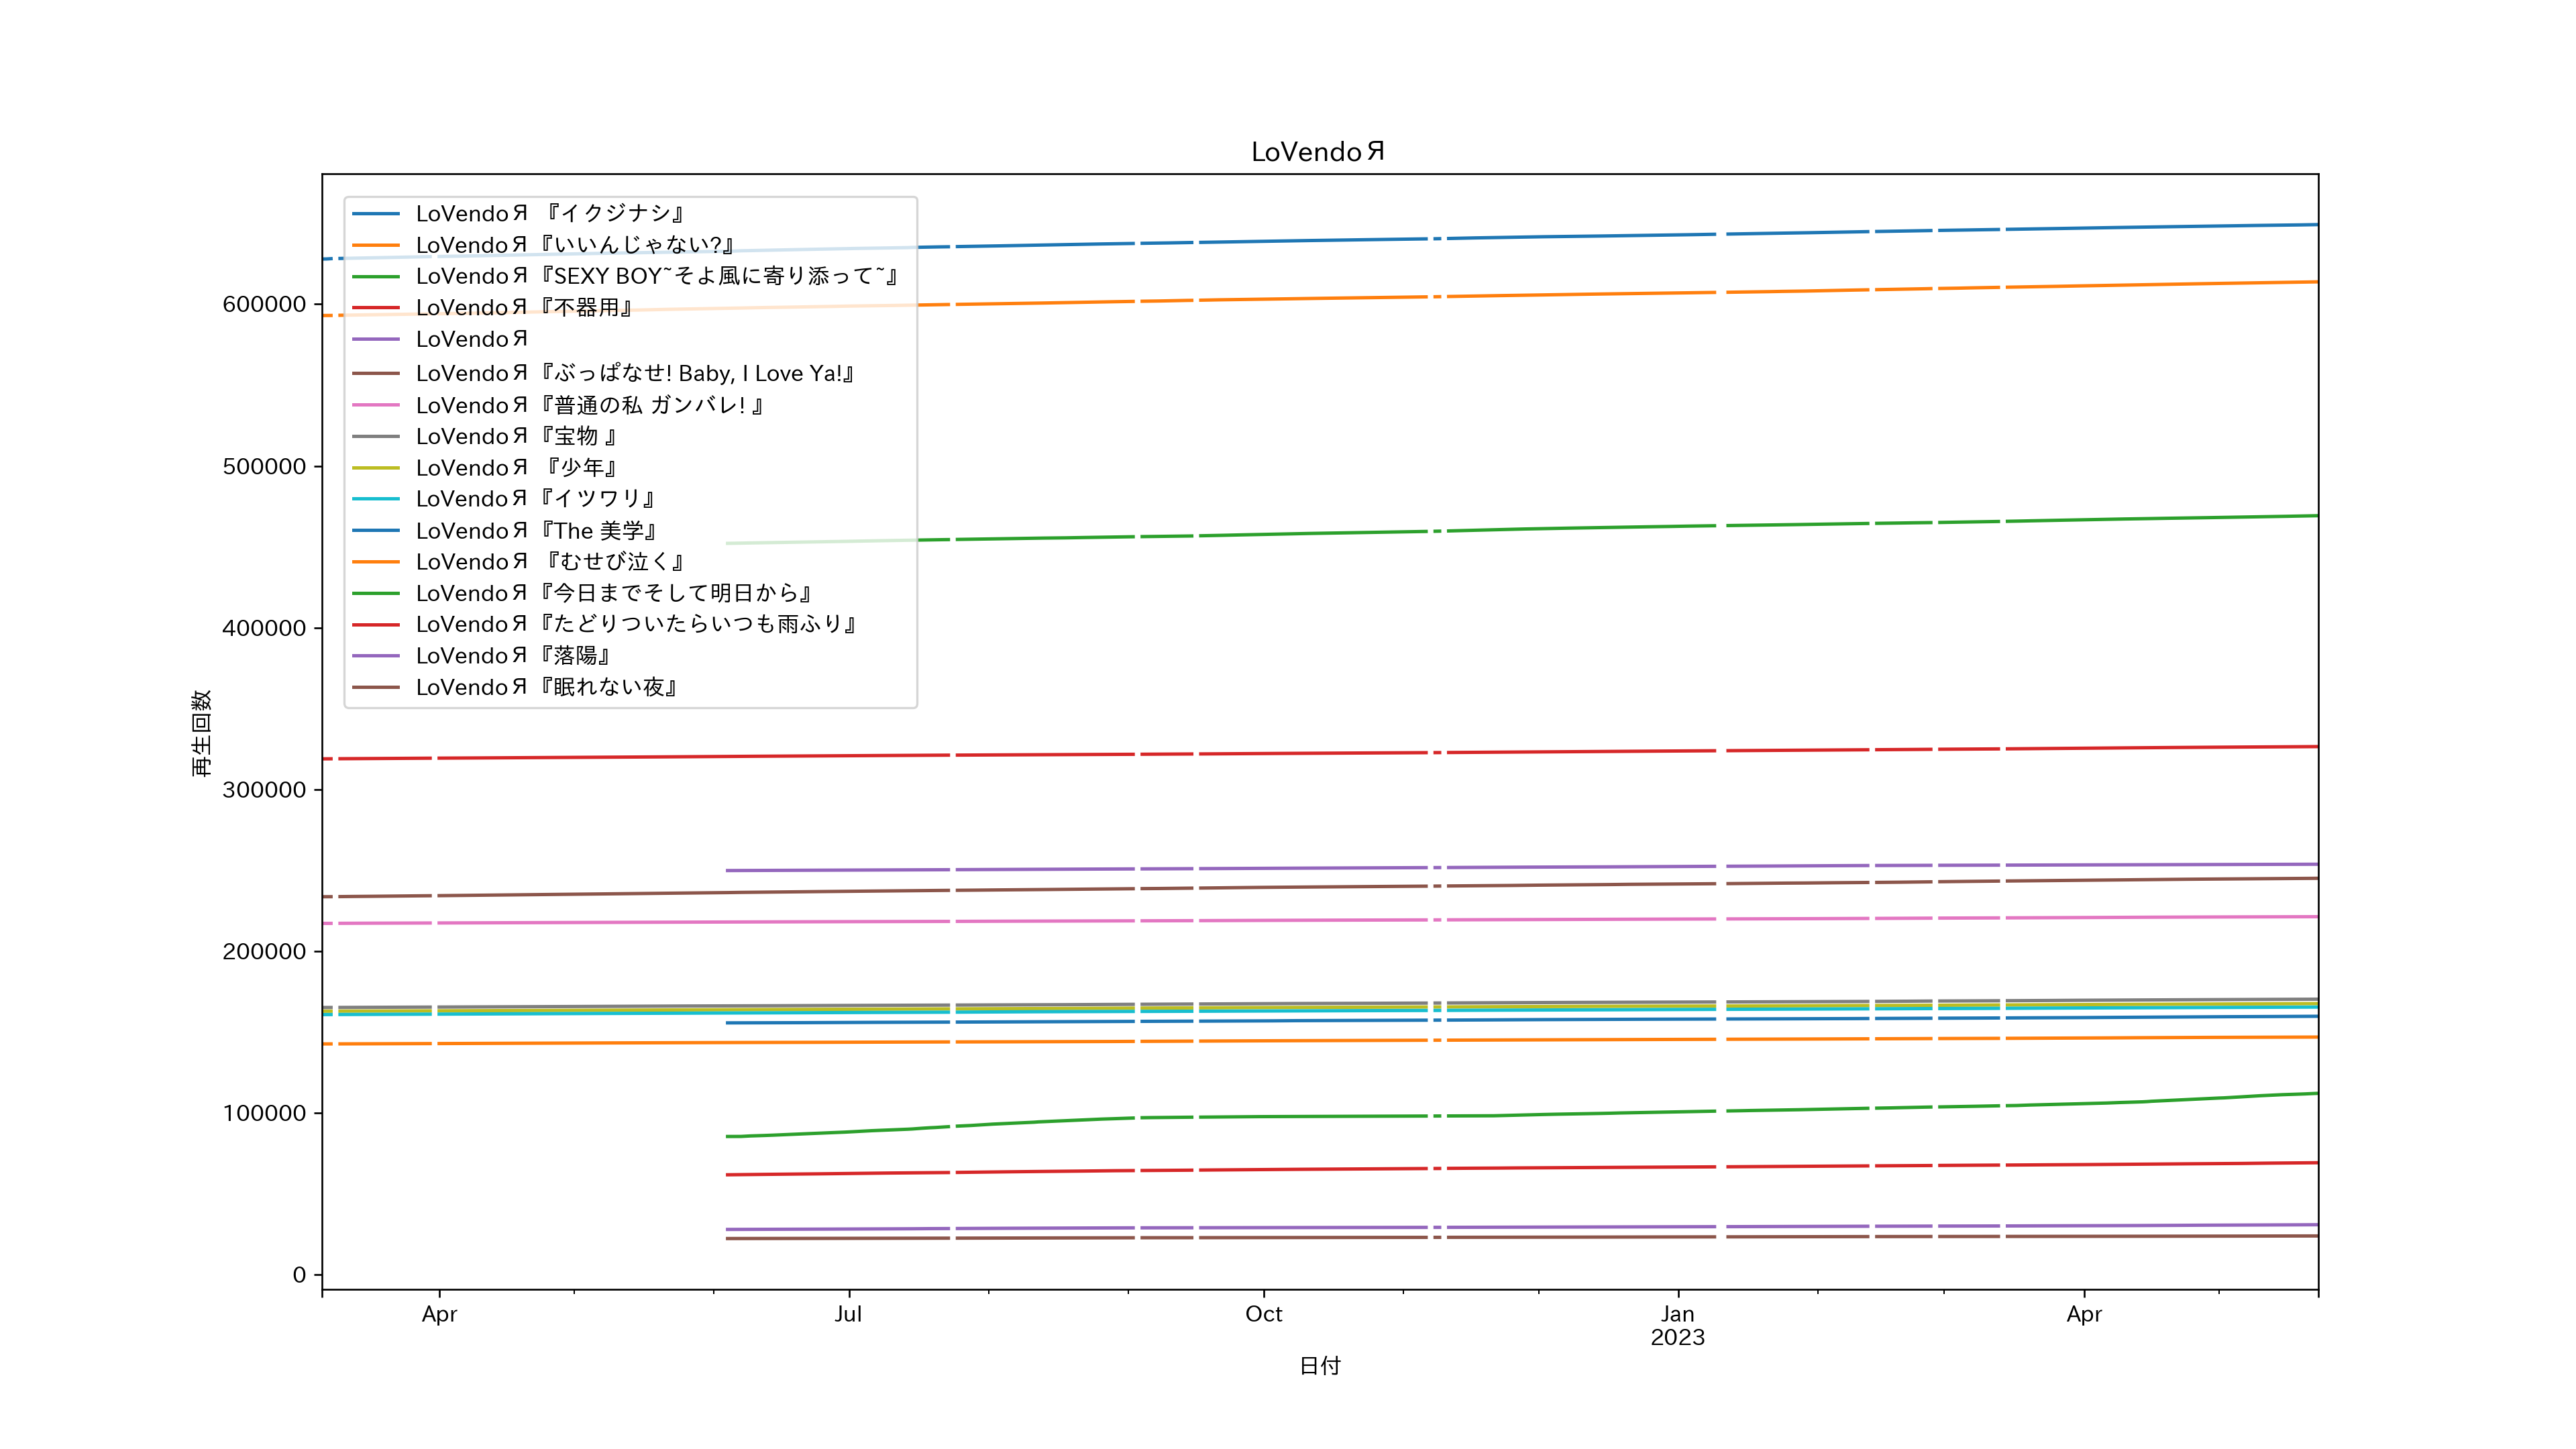 LoVendoЯ
LoVendoЯ 『イクジナシ』
LoVendoЯ『いいんじゃない?』
LoVendoЯ『SEXY BOY~そよ風に寄り添って~』
LoVendoЯ『不器用』
LoVendoЯ
LoVendoЯ『ぶっぱなせ! Baby, I Love Ya!』
LoVendoЯ『普通の私 ガンバレ! 』
LoVendoЯ『宝物 』
LoVendoЯ 『少年』
LoVendoЯ『イツワリ』
LoVendoЯ『The 美学』
LoVendoЯ 『むせび泣く』
LoVendoЯ『今日までそして明日から』
LoVendoЯ『たどりついたらいつも雨ふり』
LoVendoЯ『落陽』
LoVendoЯ『眠れない夜』
再生回数
600000
500000
400000
300000
200000
100000
0
Apr
Jul
Oct
Jan
2023
Apr
日付